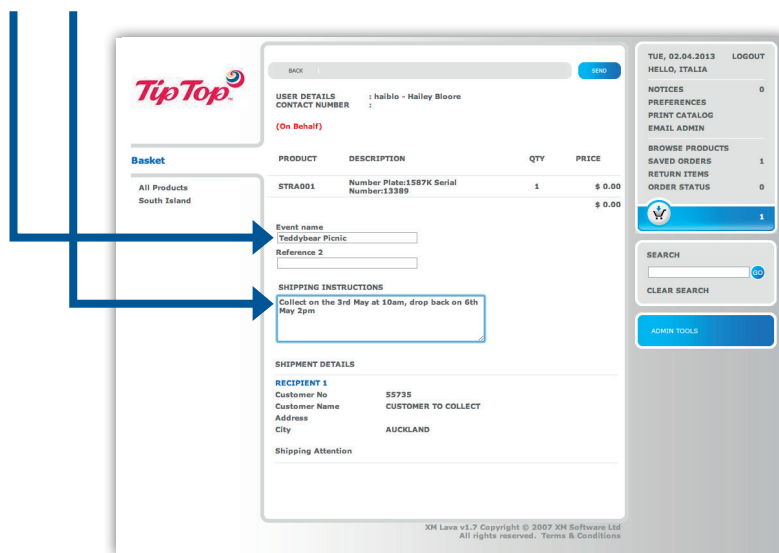 TipTop
Basket
All Products
South Island
BACK
SEND
USER DETAILS : haiblo - Hailey Bloore
CONTACT NUMBER :
(On Behalf)
PRODUCT DESCRIPTION QTY PRICE
STRA001 Number Plate:1587K Serial Number:13389 1 $ 0.00
$ 0.00
Event name
Teddybear Picnic
Reference 2
SHIPPING INSTRUCTIONS
Collect on the 3rd May at 10am, drop back on 6th
May 2pm
SHIPMENT DETAILS
RECIPIENT 1
Customer No 55735
Customer Name CUSTOMER TO COLLECT
Address
City AUCKLAND
Shipping Attention
XM Lava v1.7 Copyright © 2007 XM Software Ltd
All rights reserved. Terms & Conditions
TUE, 02.04.2013 LOGOUT
HELLO, ITALIA
NOTICES 0
PREFERENCES
PRINT CATALOG
EMAIL ADMIN
BROWSE PRODUCTS
SAVED ORDERS 1
RETURN ITEMS
ORDER STATUS 0
1
SEARCH
GO
CLEAR SEARCH
ADMIN TOOLS